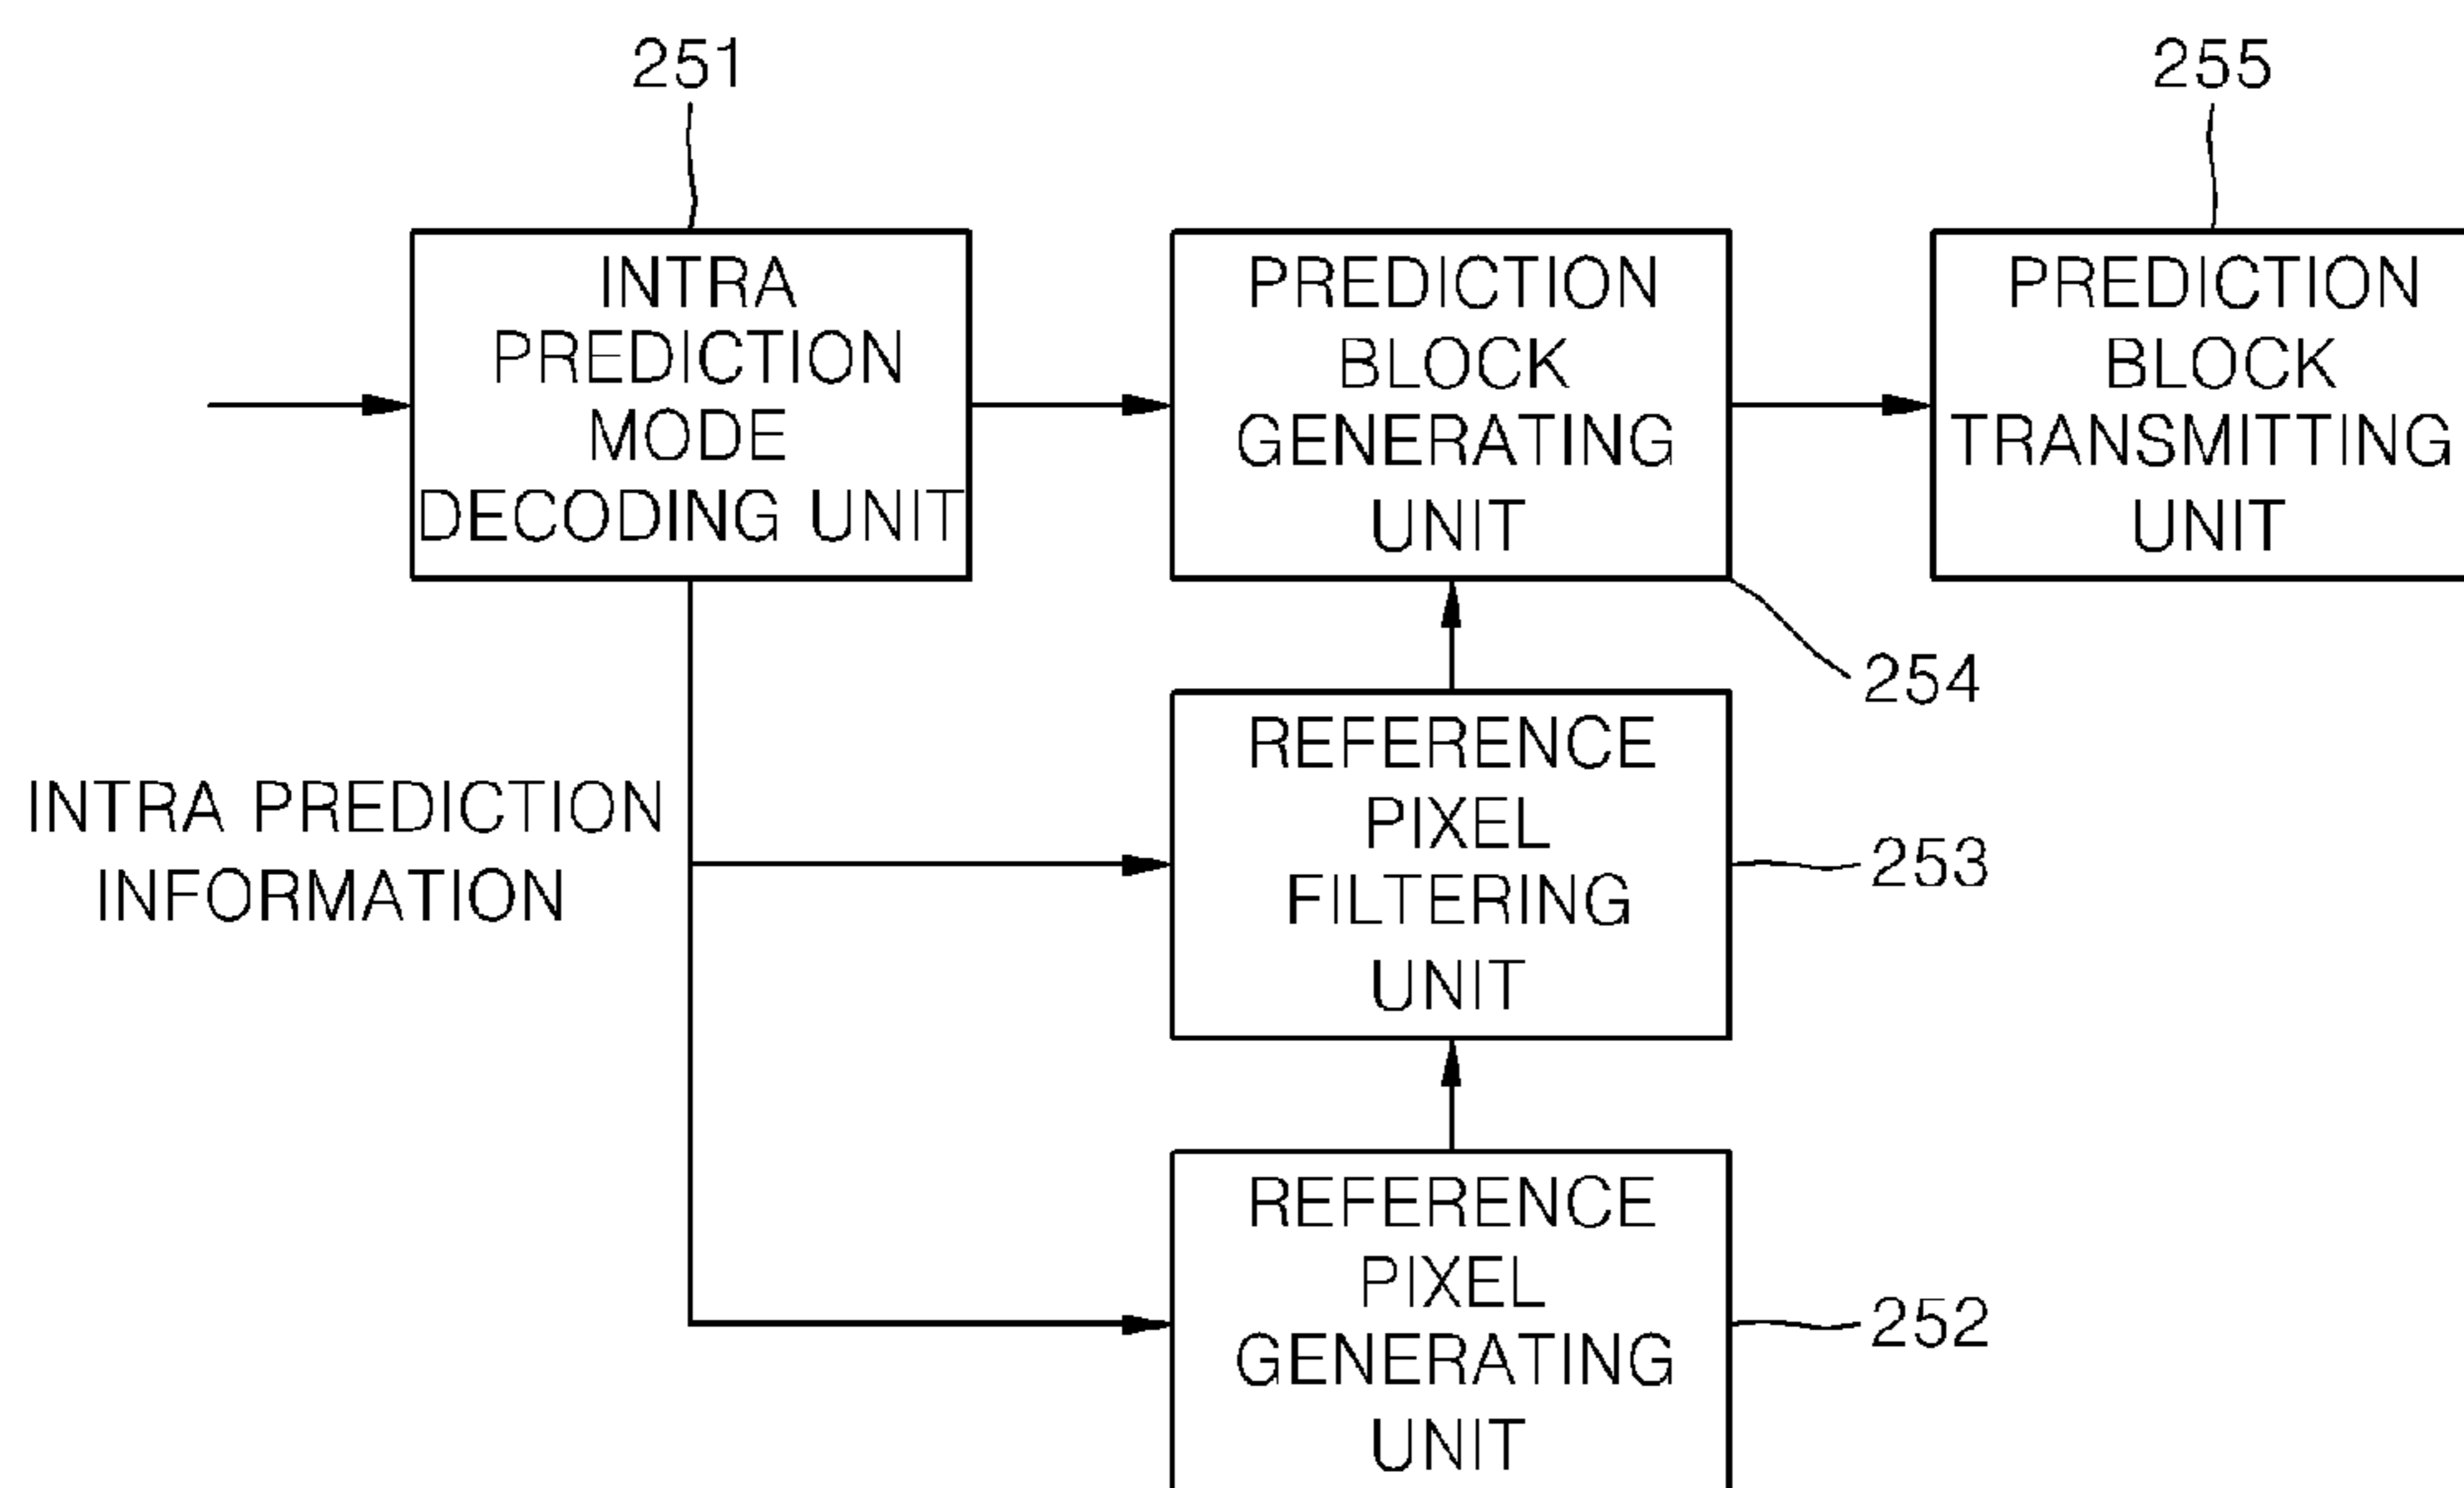 251
255
INTRA
PREDICTION
MODE
DECODING UNIT
PREDICTION
BLOCK
GENERATING
UNIT
PREDICTION
BLOCK
TRANSMITTING
UNIT
254
INTRA PREDICTION
INFORMATION
REFERENCE
PIXEL
FILTERING
UNIT
253
REFERENCE
PIXEL
GENERATING
UNIT
252